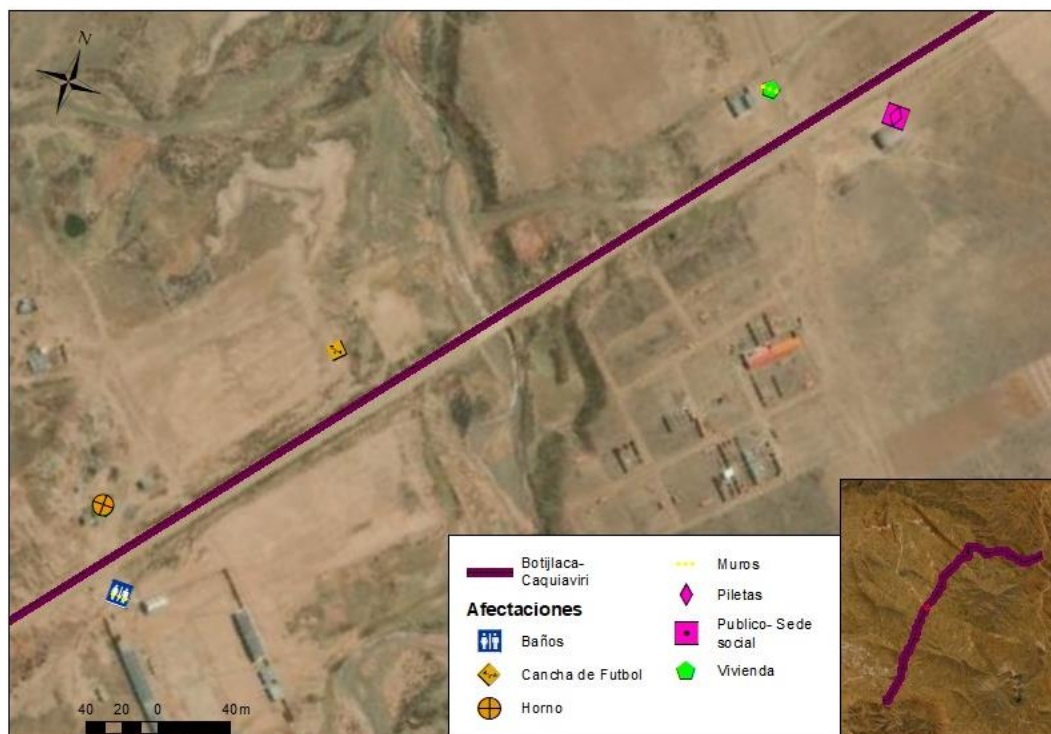 N
Botijlaca-
Caquiaviri
Afectaciones
Baños
Cancha de Futbol
Horno
Muros
Piletas
Publico- Sede
social
Vivienda
40 20 0 40 m